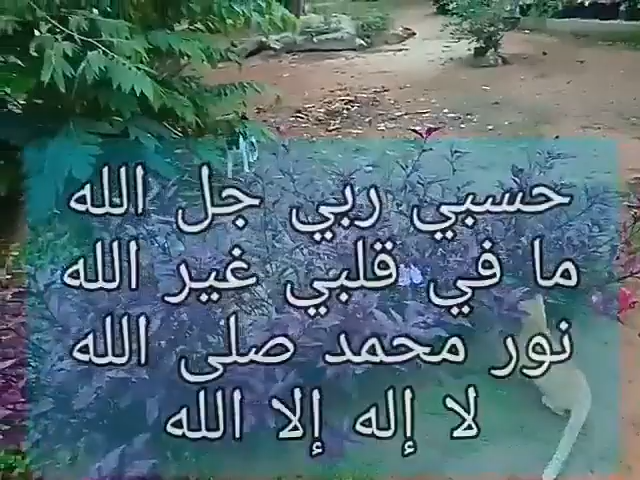 حسبي ربي جل الله
ما في قلبي غير الله
نور محمد صلى الله
لا إله إلا الله